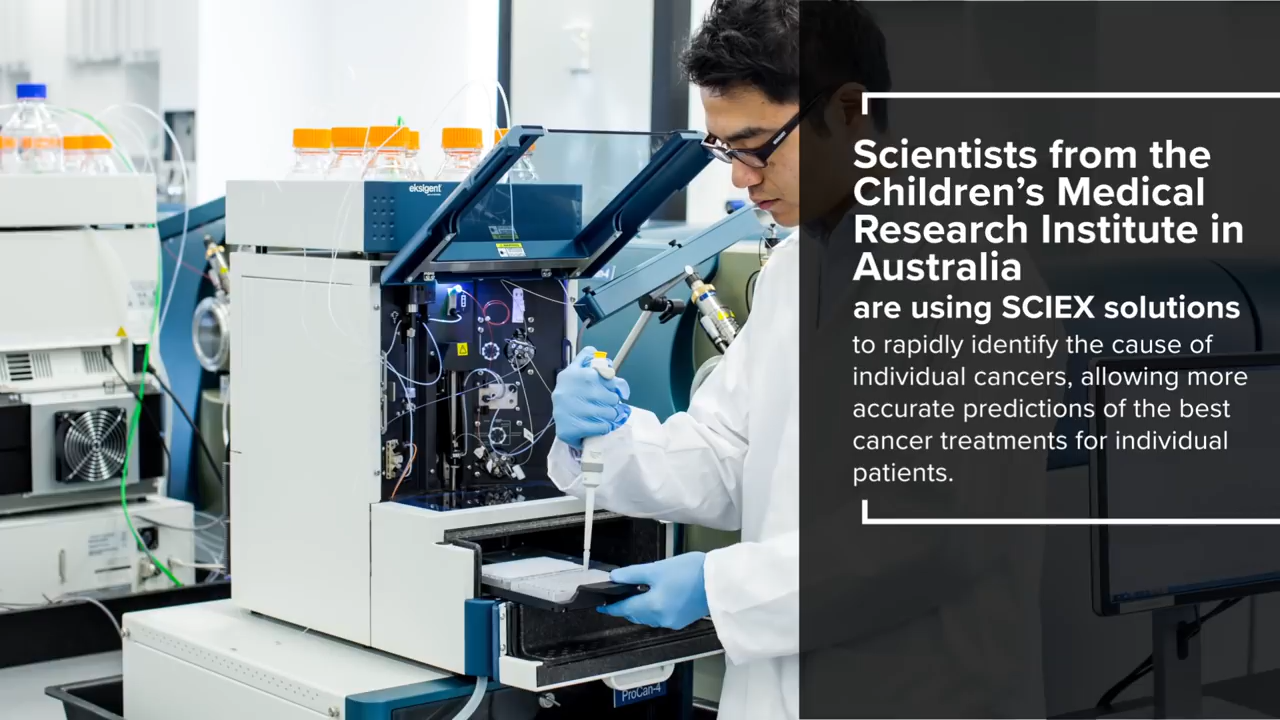 eksigent
ProCan-4
Scientists from the
Children’s Medical
Research Institute in
Australia
are using SCIEX solutions
to rapidly identify the cause of
individual cancers, allowing more
accurate predictions of the best
cancer treatments for individual
patients.